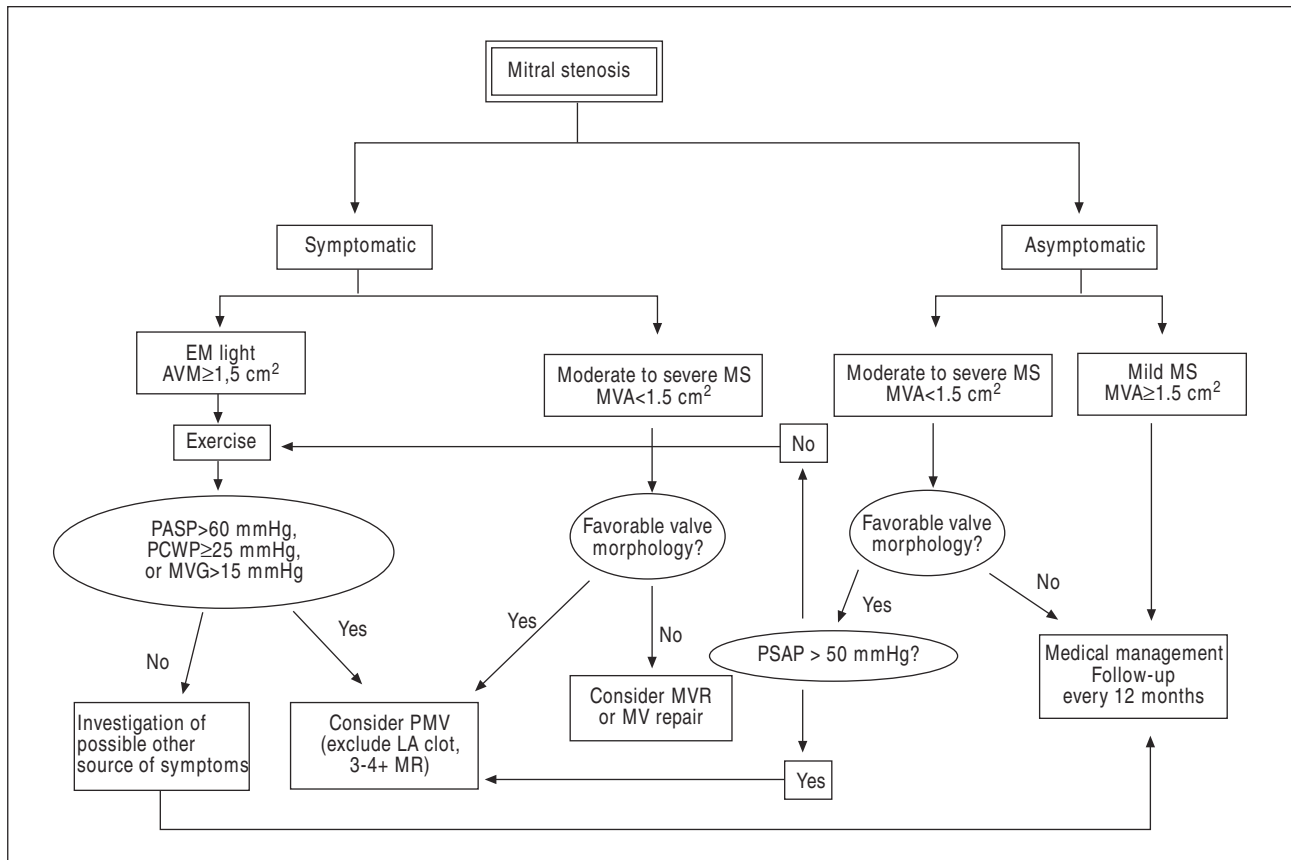 Mitral stenosis
Symptomatic
Asymptomatic
EM light
AVM≥1,5 cm²
Moderate to severe MS
MVA<1.5 cm²
Moderate to severe MS
MVA<1.5 cm²
Mild MS
MVA≥1.5 cm²
Exercise
No
PASP>60 mmHg,
PCWP≥25 mmHg,
or MVG>15 mmHg
Favorable valve
morphology?
Favorable valve
morphology?
No
Yes
Yes
No
Yes
No
PSAP > 50 mmHg?
Medical management
Follow-up
every 12 months
Investigation of
possible other
source of symptoms
Consider PMV
(exclude LA clot,
3-4+ MR)
Consider MVR
or MV repair
Yes